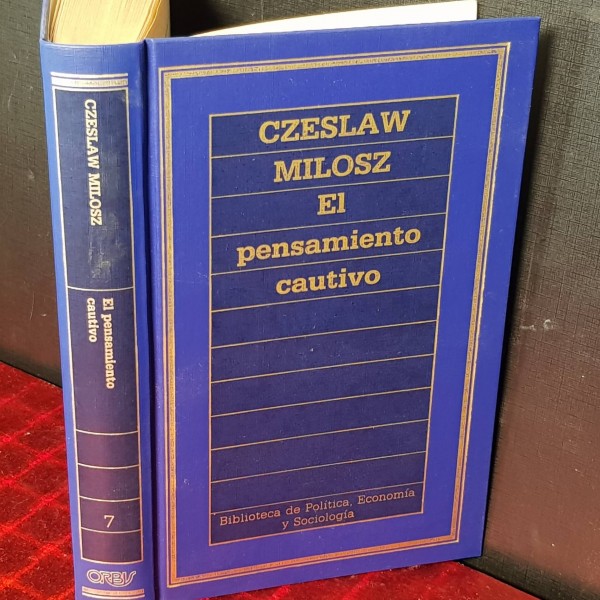 CZESLAW MILOSZ
El pensamiento
cautivo
7
ORBIS
CZESLAW
MILOSZ
El
pensamiento
cautivo
Biblioteca de Política, Economía
y Sociología